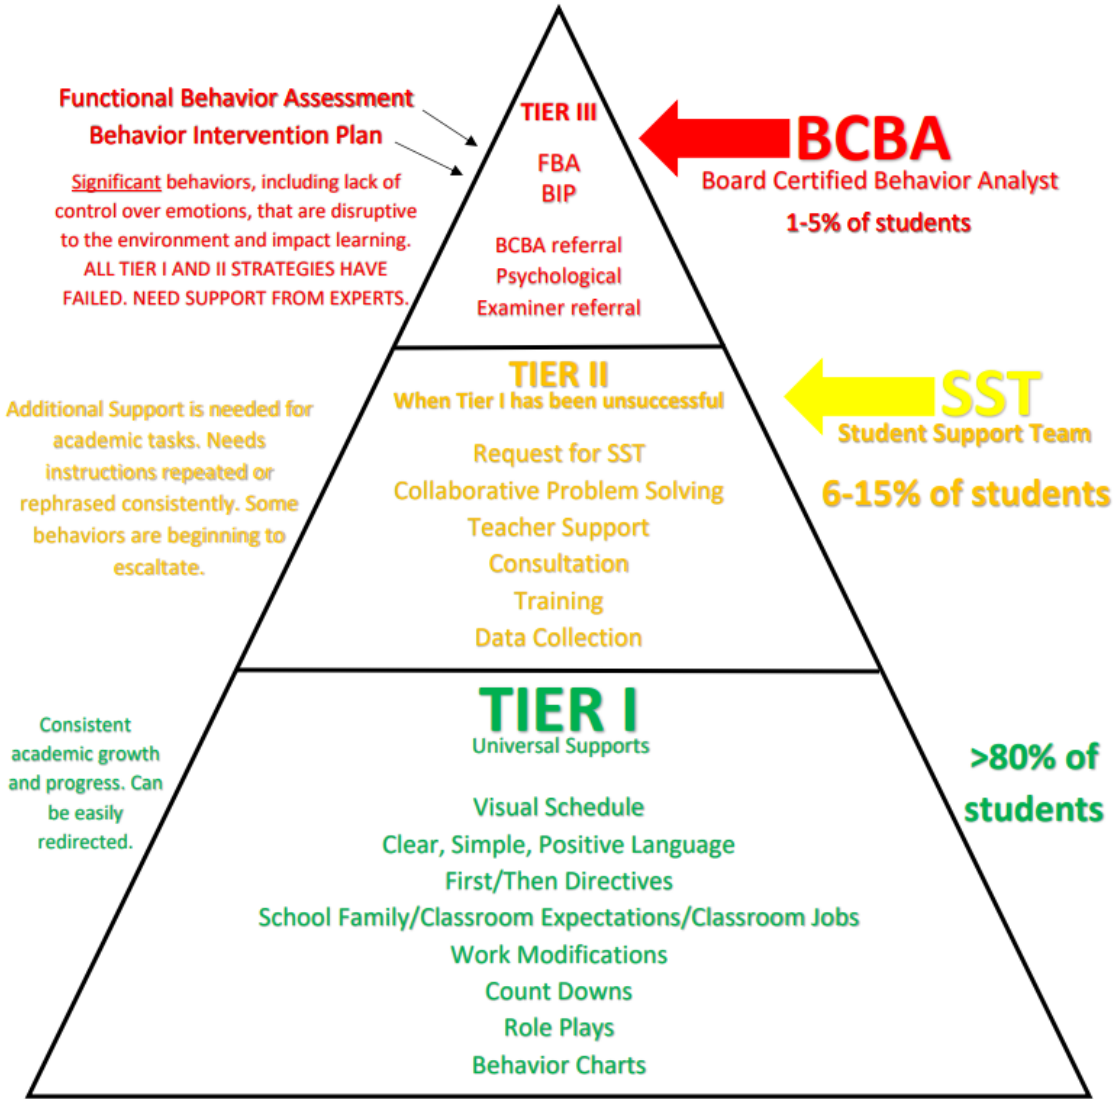 Functional Behavior Assessment
Behavior Intervention Plan
Significant behaviors, including lack of
control over emotions, that are disruptive
to the environment and impact learning.
ALL TIER I AND II STRATEGIES HAVE
FAILED. NEED SUPPORT FROM EXPERTS.
TIER III
FBA
BIP
BCBA referral
Psychological
Examiner referral
BCBA
Board Certified Behavior Analyst
1-5% of students
Additional Support is needed for
academic tasks. Needs
instructions repeated or
rephrased consistently. Some
behaviors are beginning to
escaltate.
TIER II
When Tier I has been unsuccessful
Request for SST
Collaborative Problem Solving
Teacher Support
Consultation
Training
Data Collection
SST
Student Support Team
6-15% of students
Consistent
academic growth
and progress. Can
be easily
redirected.
TIER I
Universal Supports
Visual Schedule
Clear, Simple, Positive Language
First/Then Directives
School Family/Classroom Expectations/Classroom Jobs
Work Modifications
Count Downs
Role Plays
Behavior Charts
>80% of
students